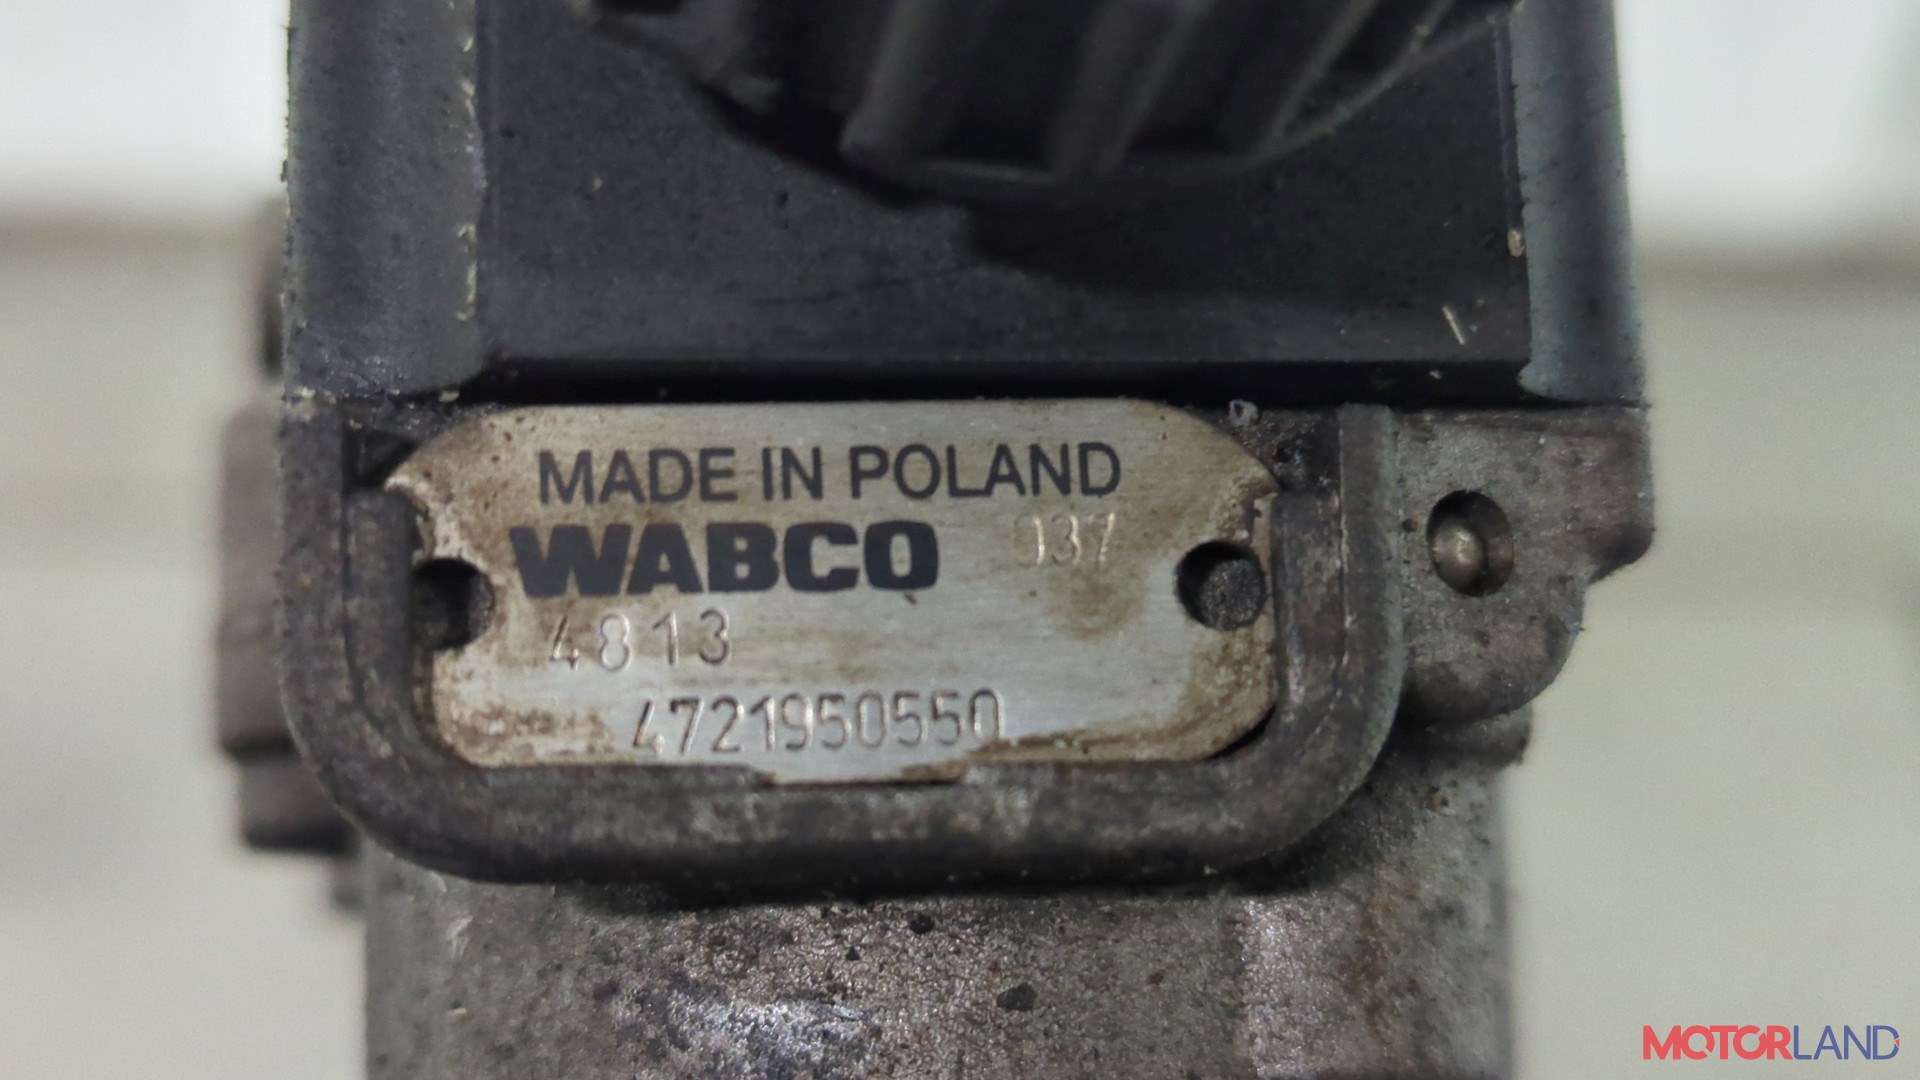 MADE IN POLAND
WABCO 037
4813
4721950550
MOTORLAND